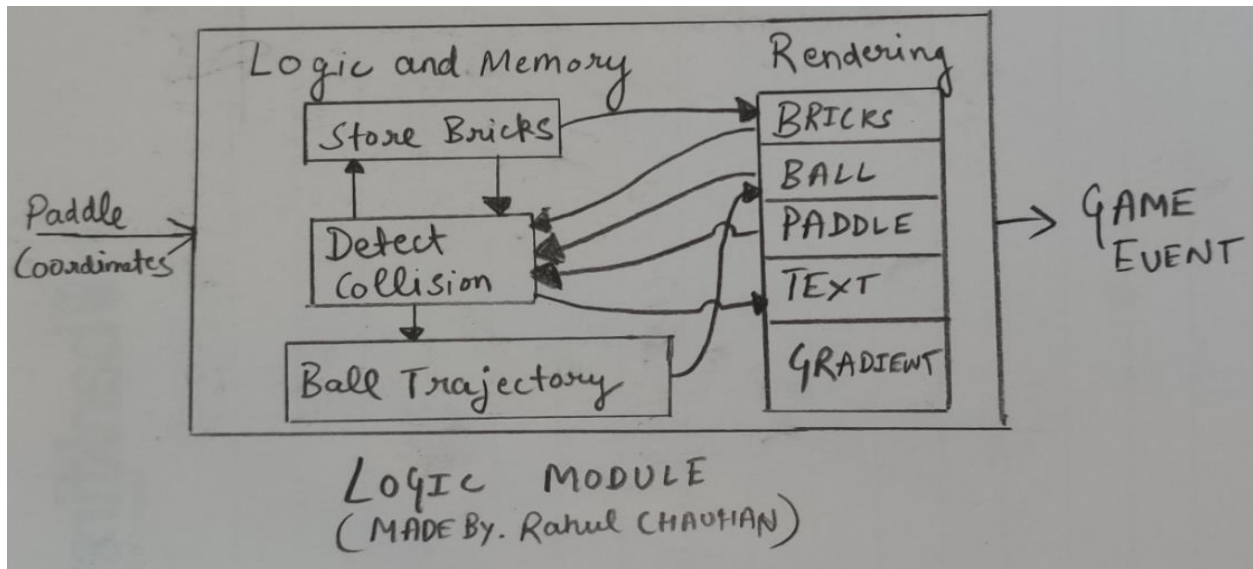 Logic and Memory
Rendering
Store Bricks
BRICKS
BALL
Paddle
Coordinates
Detect
Collision
PADDLE
GAME
EVENT
TEXT
Ball Trajectory
GRADIENT
LOGIC MODULE
(MADE BY. Rahul CHAUHAN)